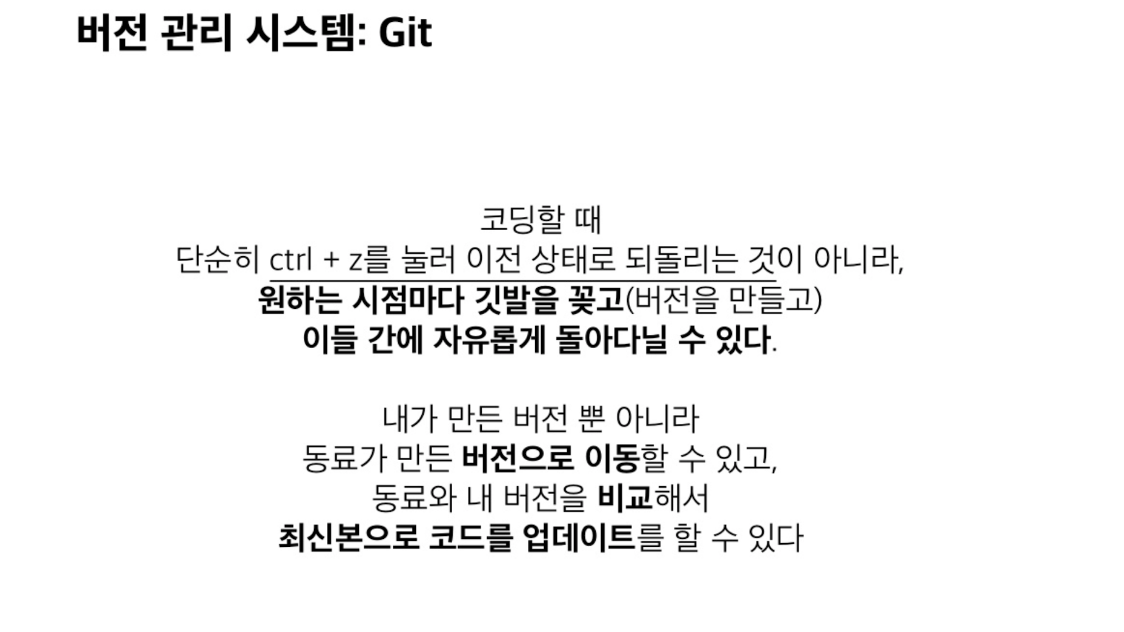 버전 관리 시스템: Git
코딩할 때
단순히 ctrl + z를 눌러 이전 상태로 되돌리는 것이 아니라,
원하는 시점마다 깃발을 꽂고(버전을 만들고)
이들 간에 자유롭게 돌아다닐 수 있다.
내가 만든 버전 뿐 아니라
동료가 만든 버전으로 이동할 수 있고,
동료와 내 버전을 비교해서
최신본으로 코드를 업데이트를 할 수 있다